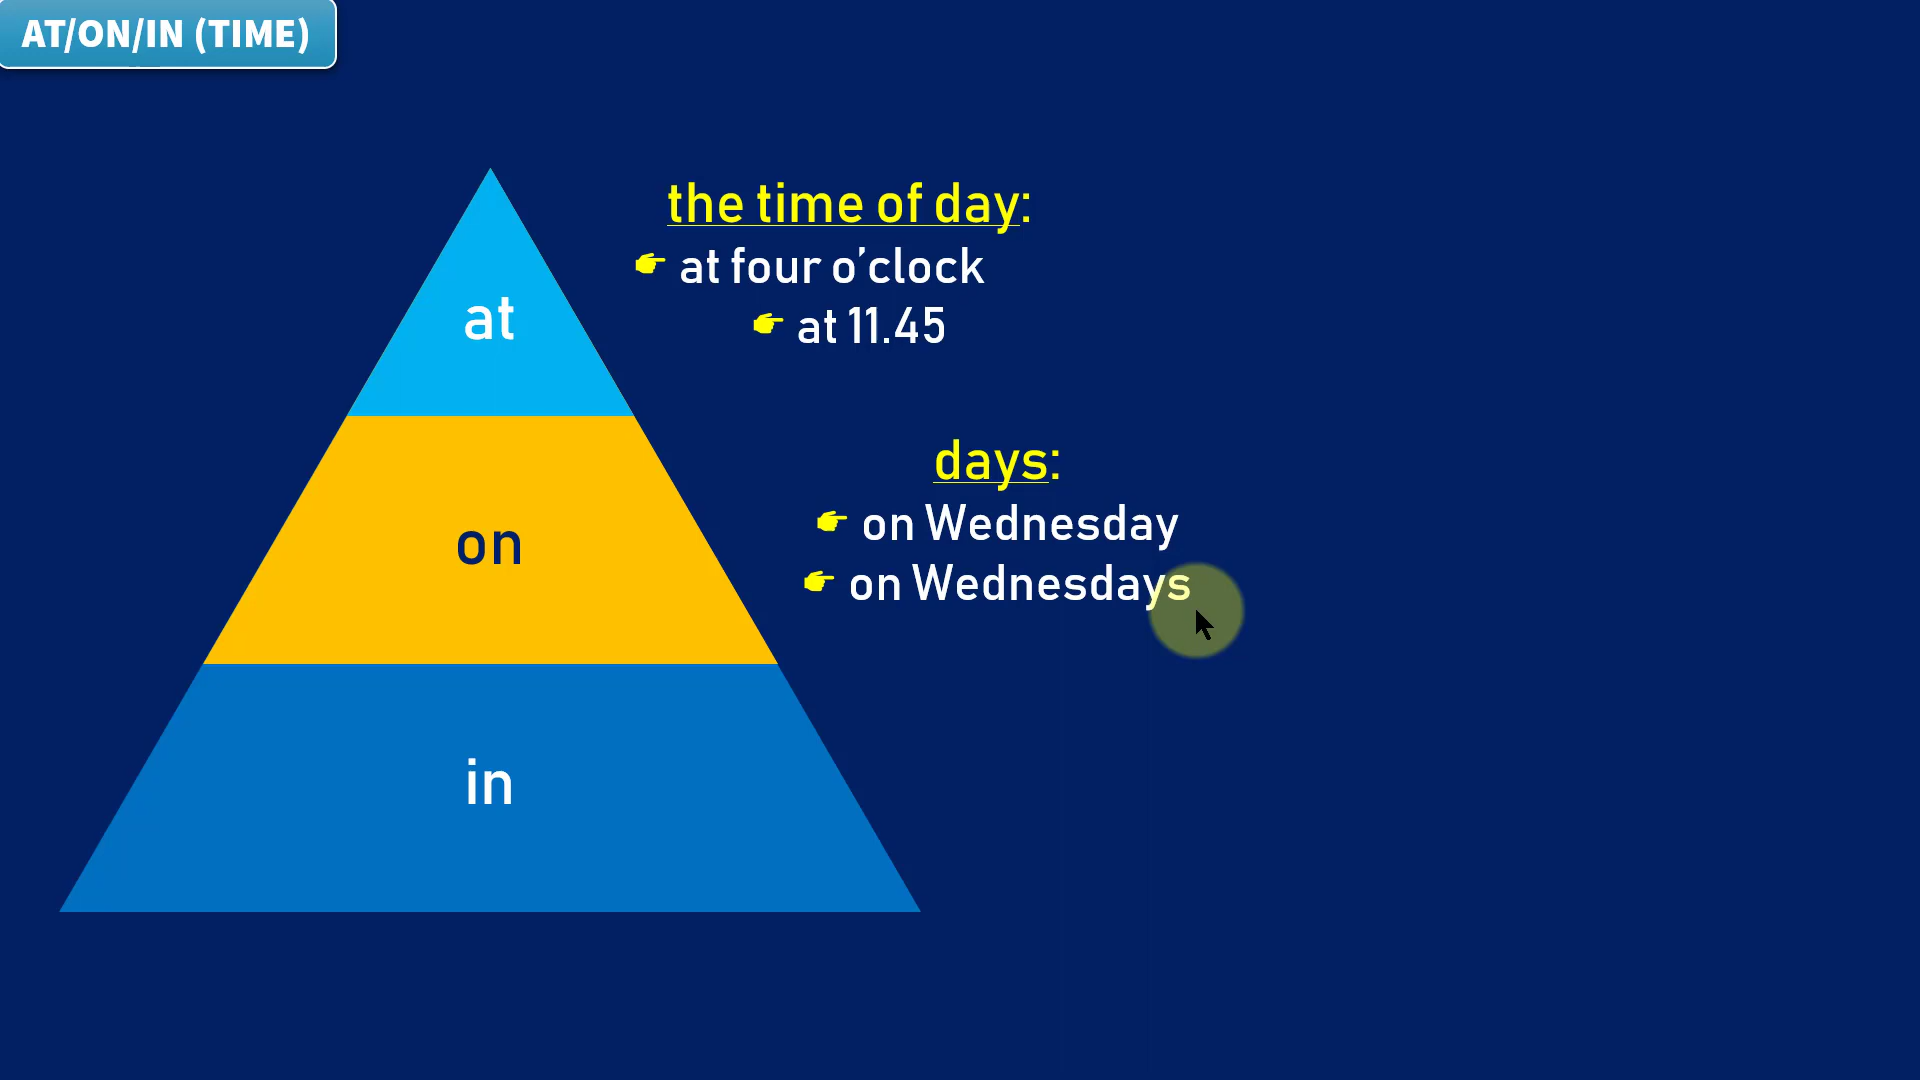 AT/ON/IN (TIME)
the time of day:
at four o’clock
at 11.45
at
days:
on Wednesday
on Wednesdays
on
in